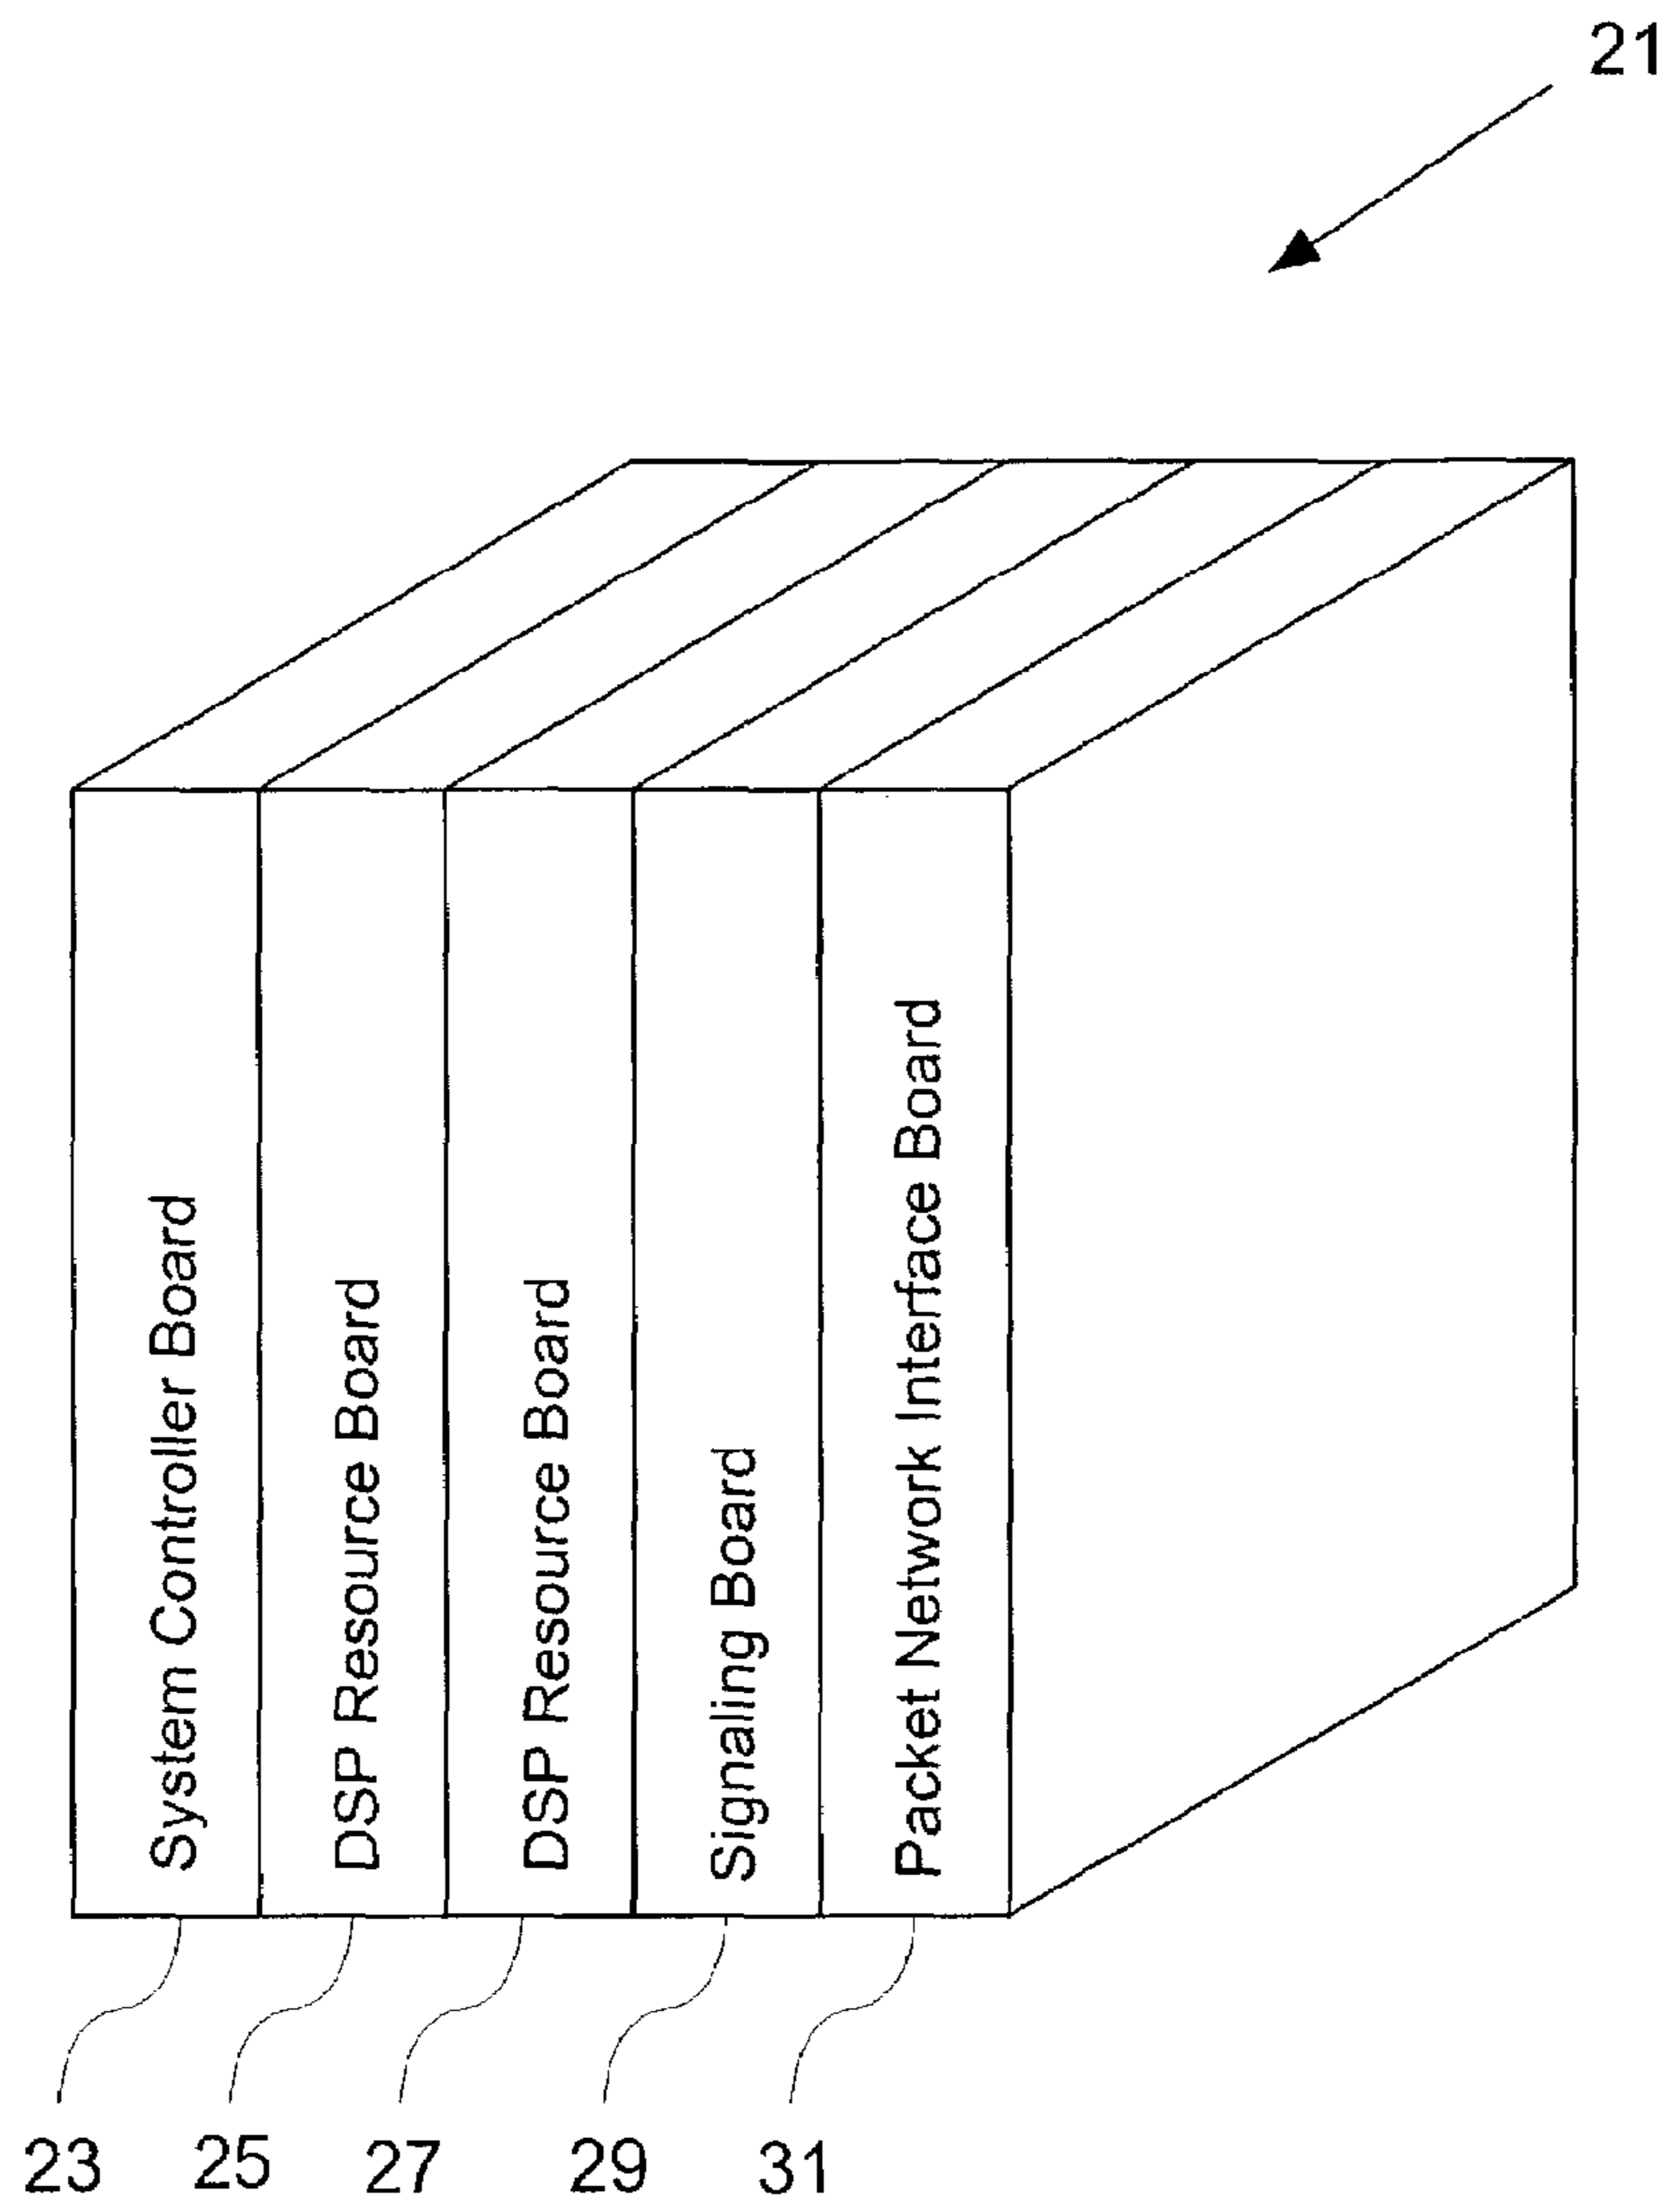 21
System Controller Board
DSP Resource Board
DSP Resource Board
Signaling Board
Packet Network Interface Board
23
25
27
29
31